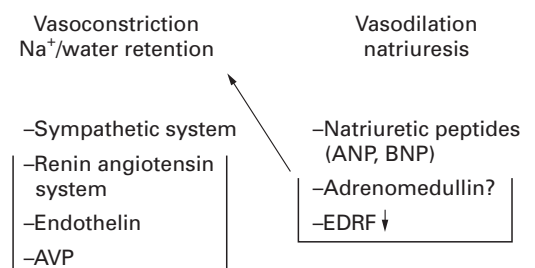 Vasoconstriction
Na⁺/water retention
Vasodilation
natriuresis
–Sympathetic system
–Renin angiotensin
system
–Endothelin
–AVP
–Natriuretic peptides
(ANP, BNP)
–Adrenomedullin?
–EDRF↓